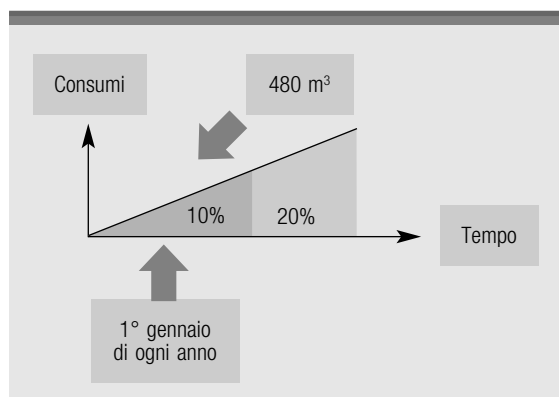 Consumi
480 m³
10%
20%
Tempo
1° gennaio
di ogni anno